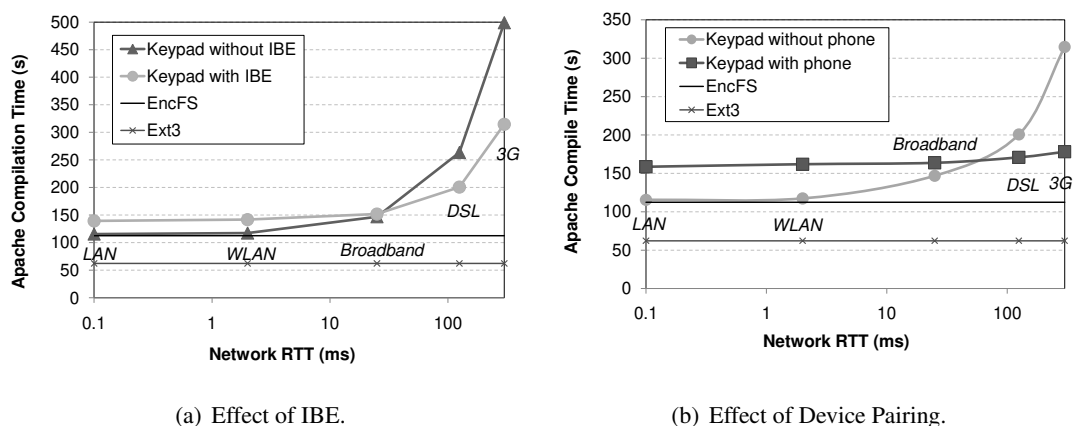 500
450
400
350
300
250
200
150
100
50
0
Apache Compilation Time (s)
Keypad without IBE
Keypad with IBE
EncFS
Ext3
LAN
WLAN
Broadband
DSL
3G
0.1
1
10
100
Network RTT (ms)
(a) Effect of IBE.
350
300
250
200
150
100
50
0
Apache Compile Time (s)
Keypad without phone
Keypad with phone
EncFS
Ext3
LAN
WLAN
Broadband
DSL
3G
0.1
1
10
100
Network RTT (ms)
(b) Effect of Device Pairing.